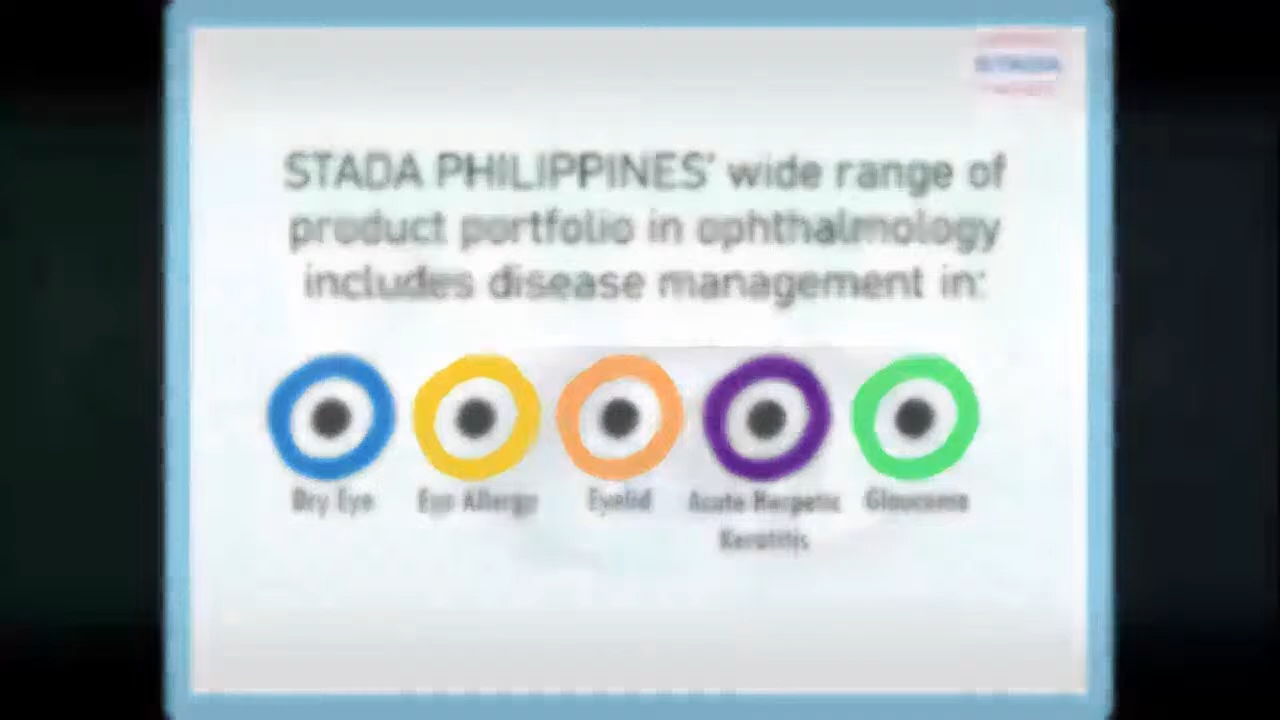 STADA
STADA PHILIPPINES' wide range of
product portfolio in ophthalmology
includes disease management in:
Dry Eye Eye Allergy Eyelid Acute Herpetic Glaucoma
Keratitis